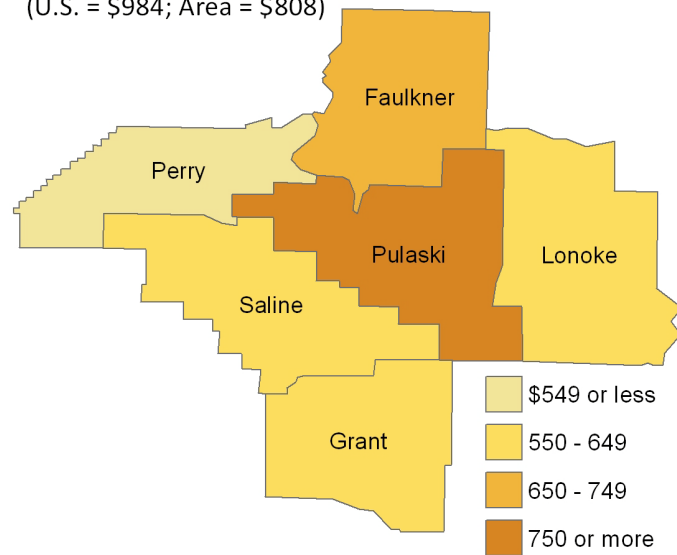 (U.S. = $984; Area = $808)
Faulkner
Perry
Pulaski
Lonoke
Saline
Grant
$549 or less
550 - 649
650 - 749
750 or more